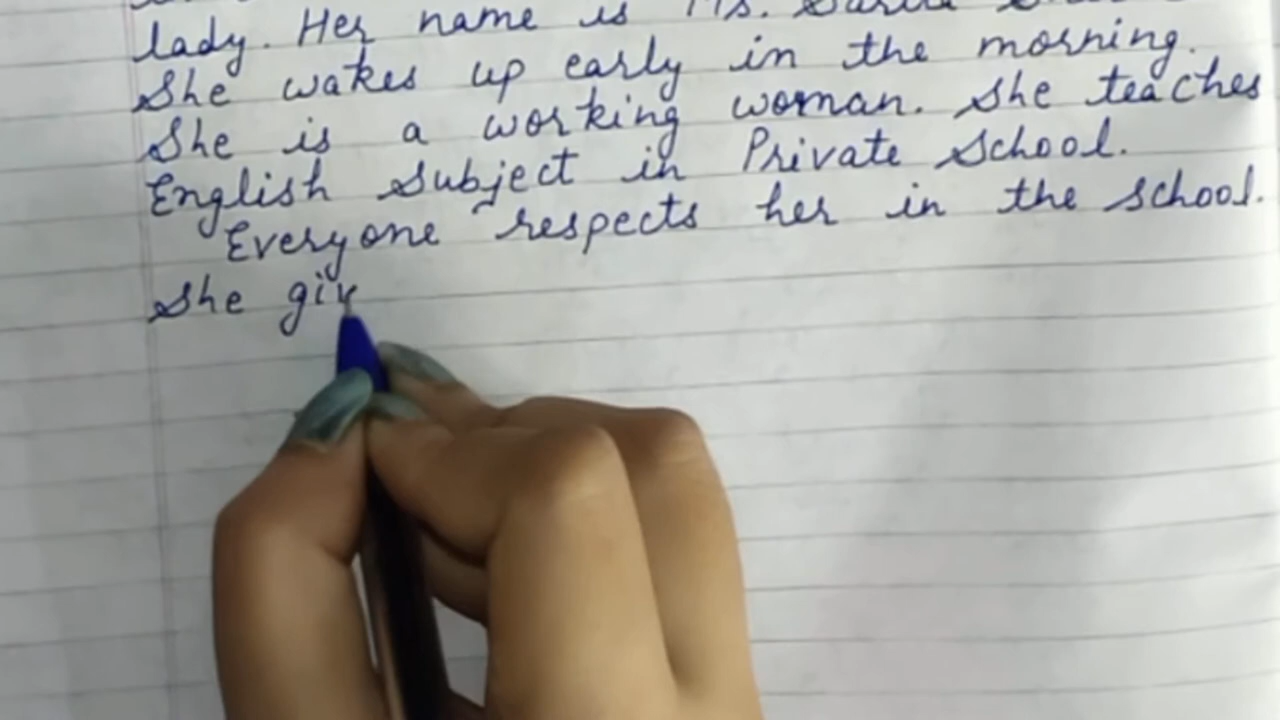 lady. Her name is Ms.
She wakes up early in the morning.
She is a working woman. She teaches
English Subject in Private School.
Everyone respects her in the school.
She giv